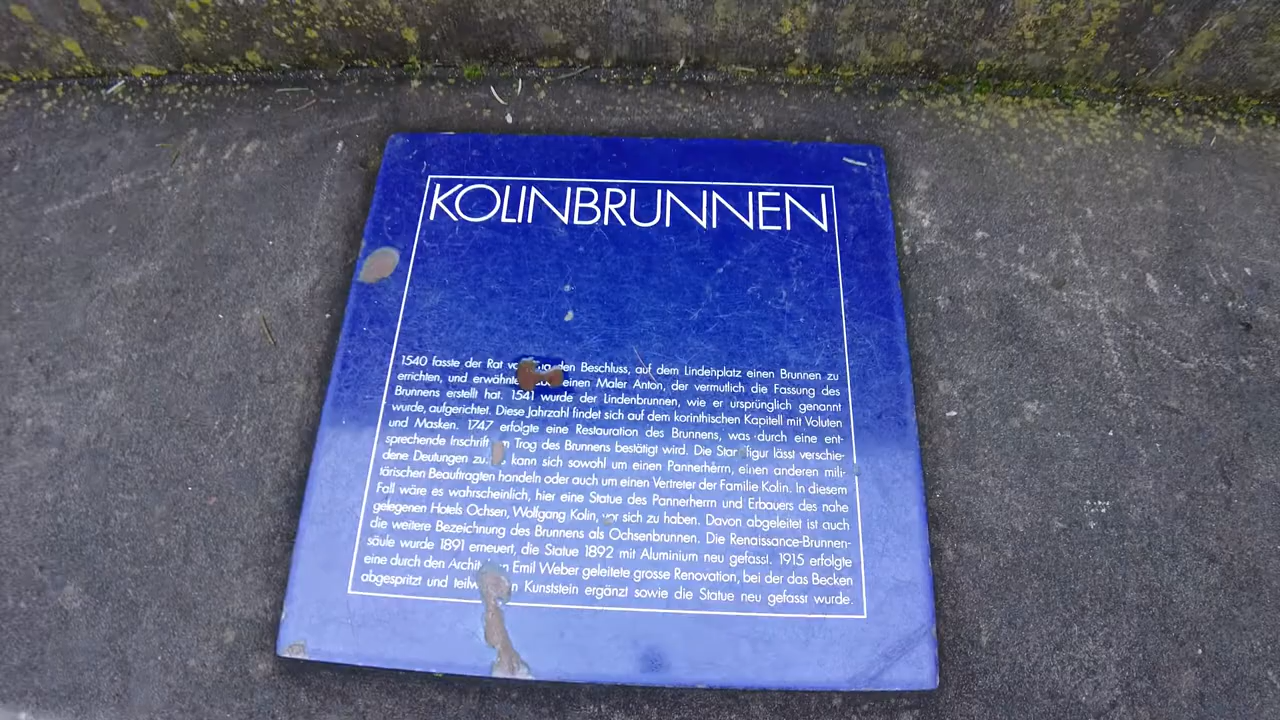 KOLINBRUNNEN
1540 fasste der Rat den Beschluss, auf dem Lindenplatz einen Brunnen zu
errichten, und erwähnte einen Maler Anton, der vermutlich die Fassung des
Brunnens erstellt hat. 1541 wurde der Lindenbrunnen, wie er ursprünglich genannt
wurde, aufgerichtet. Diese Jahrzahl findet sich auf dem korinthischen Kapitell mit Voluten
und Masken. 1747 erfolgte eine Restauration des Brunnens, was durch eine ent-
sprechende Inschrift Trog des Brunnens bestätigt wird. Die lässt verschie-
dene Deutungen zu. kann sich sowohl um einen Pannerherrn, einen anderen mili-
tärischen Beauftragten handeln oder auch um einen Vertreter der Familie Kolin. In diesem
Fall wäre es wahrscheinlich, hier eine Statue des Pannerherrn und Erbauers des nahe
gelegenen Hotels Ochsen, Wolfgang Kolin, vor sich zu haben. Davon abgeleitet ist auch
die weitere Bezeichnung des Brunnens als Ochsenbrunnen. Die Renaissance-Brunnen-
säule wurde 1891 erneuert, die Statue 1892 mit Aluminium neu gefasst. 1915 erfolgte
eine durch den Emil Weber geleitete grosse Renovation, bei der das Becken
abgespritzt und Kunststein ergänzt sowie die Statue neu gefasst wurde.